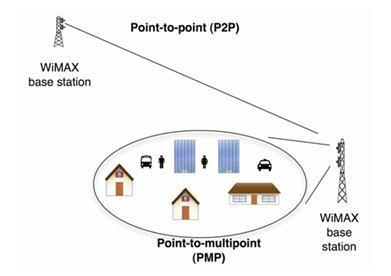 Point-to-point (P2P)
WiMAX
base station
WiMAX
base
station
Point-to-multipoint
(PMP)